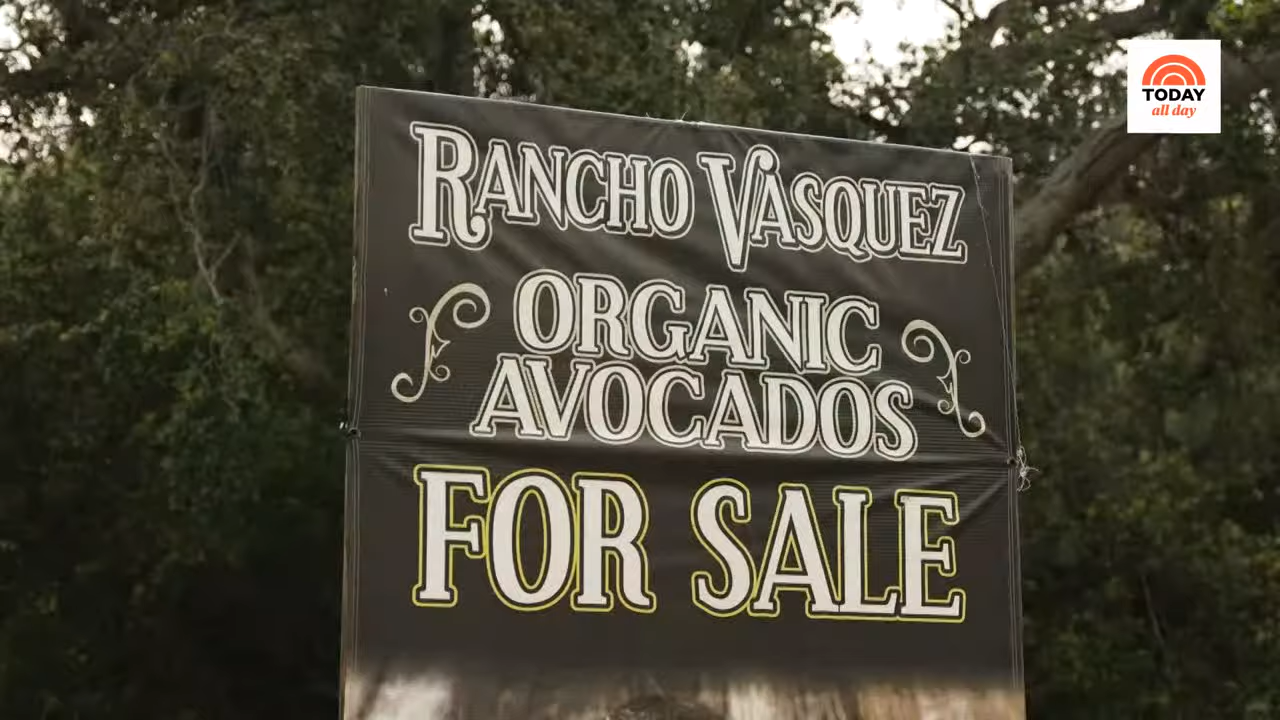 RANCHO VASQUEZ
ORGANIC
AVOCADOS
FOR SALE
TODAY
all day